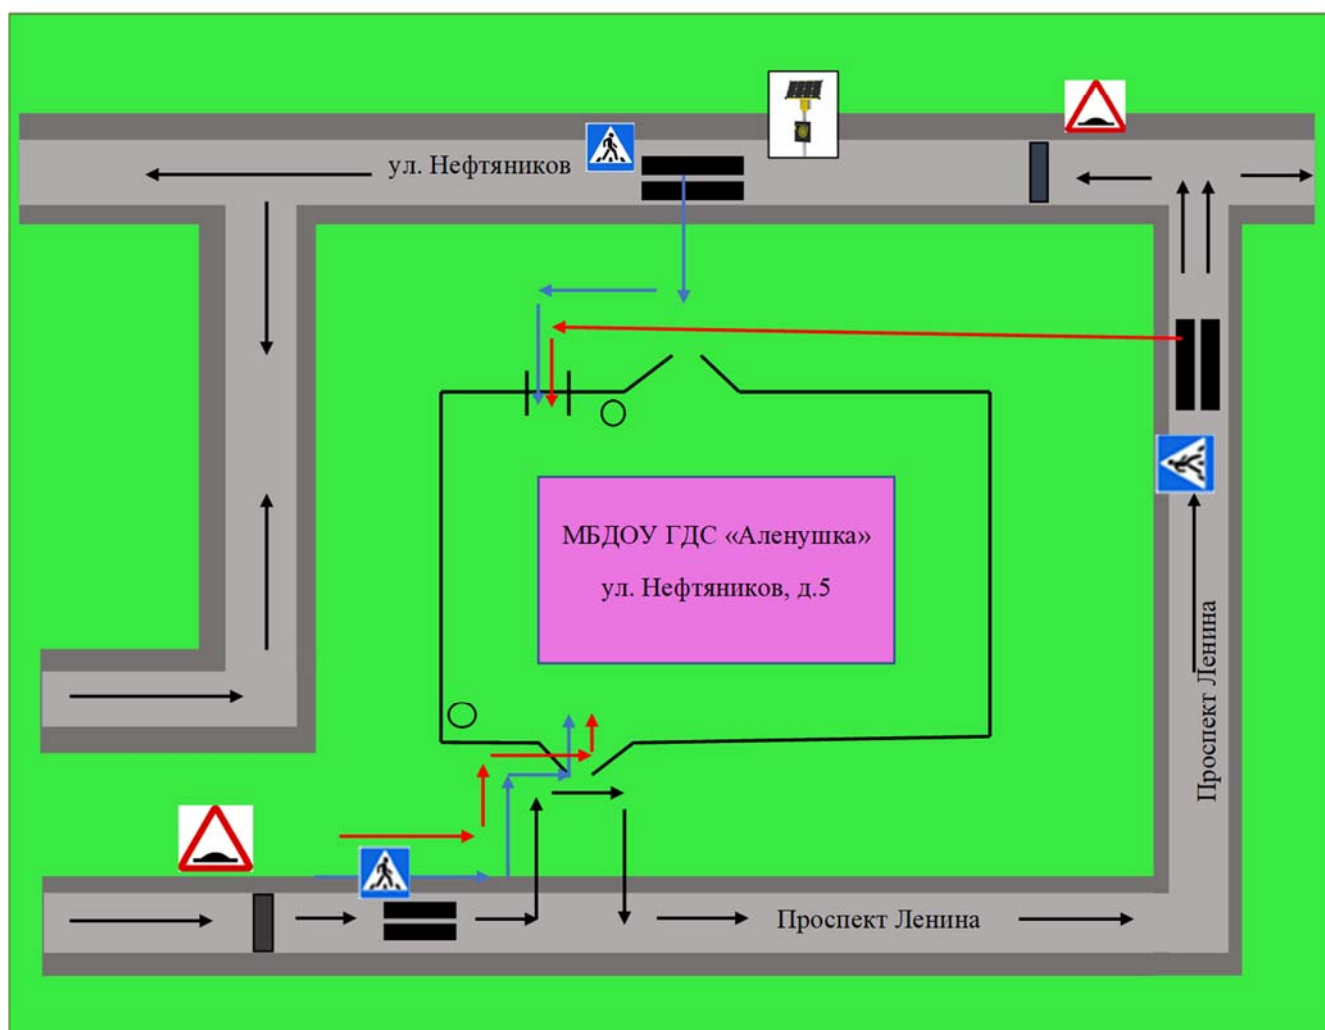 ул. Нефтяников
МБДОУ ГДС «Аленушка»
ул. Нефтяников, д.5
Проспект Ленина
Проспект Ленина